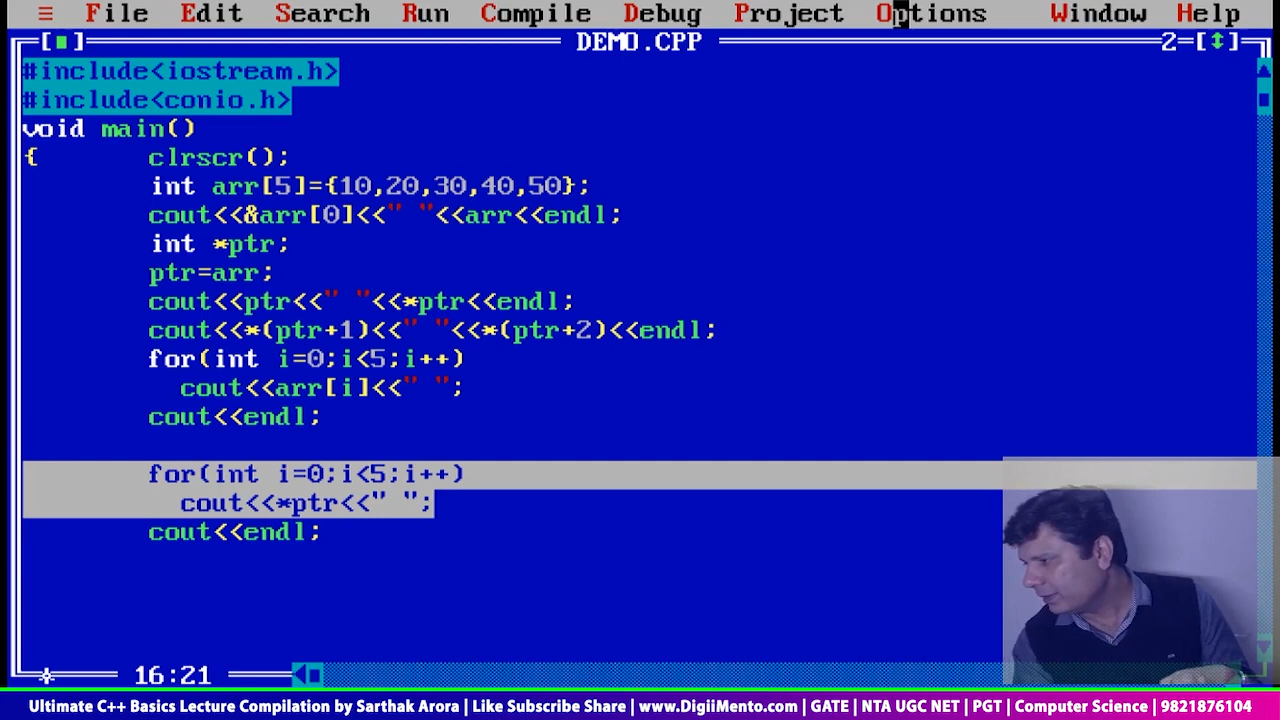 ≡ File Edit Search Run Compile Debug Project Options Window Help
[■] DEMO.CPP 2=[↕]
#include<iostream.h>
#include<conio.h>
void main()
{ clrscr();
int arr[5]={10,20,30,40,50};
cout<<&arr[0]<<" "<<arr<<endl;
int *ptr;
ptr=arr;
cout<<ptr<<" "<<*ptr<<endl;
cout<<*(ptr+1)<<" "<<*(ptr+2)<<endl;
for(int i=0;i<5;i++)
cout<<arr[i]<<" ";
cout<<endl;
for(int i=0;i<5;i++)
cout<<*ptr<<" ";
cout<<endl;
16:21
Ultimate C++ Basics Lecture Compilation by Sarthak Arora | Like Subscribe Share | www.DigiiMento.com | GATE | NTA UGC NET | PGT | Computer Science | 9821876104